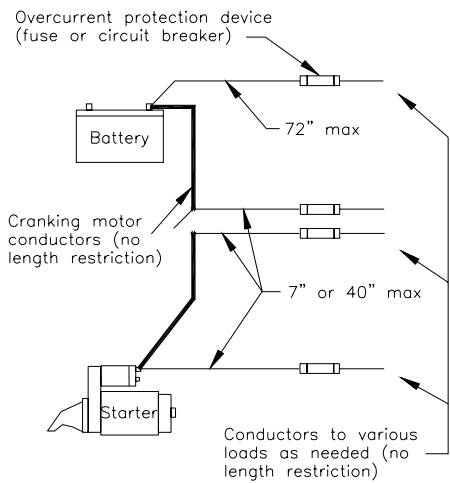 Overcurrent protection device
(fuse or circuit breaker)
Battery
72” max
Cranking motor
conductors (no
length restriction)
7” or 40” max
Starter
Conductors to various
loads as needed (no
length restriction)